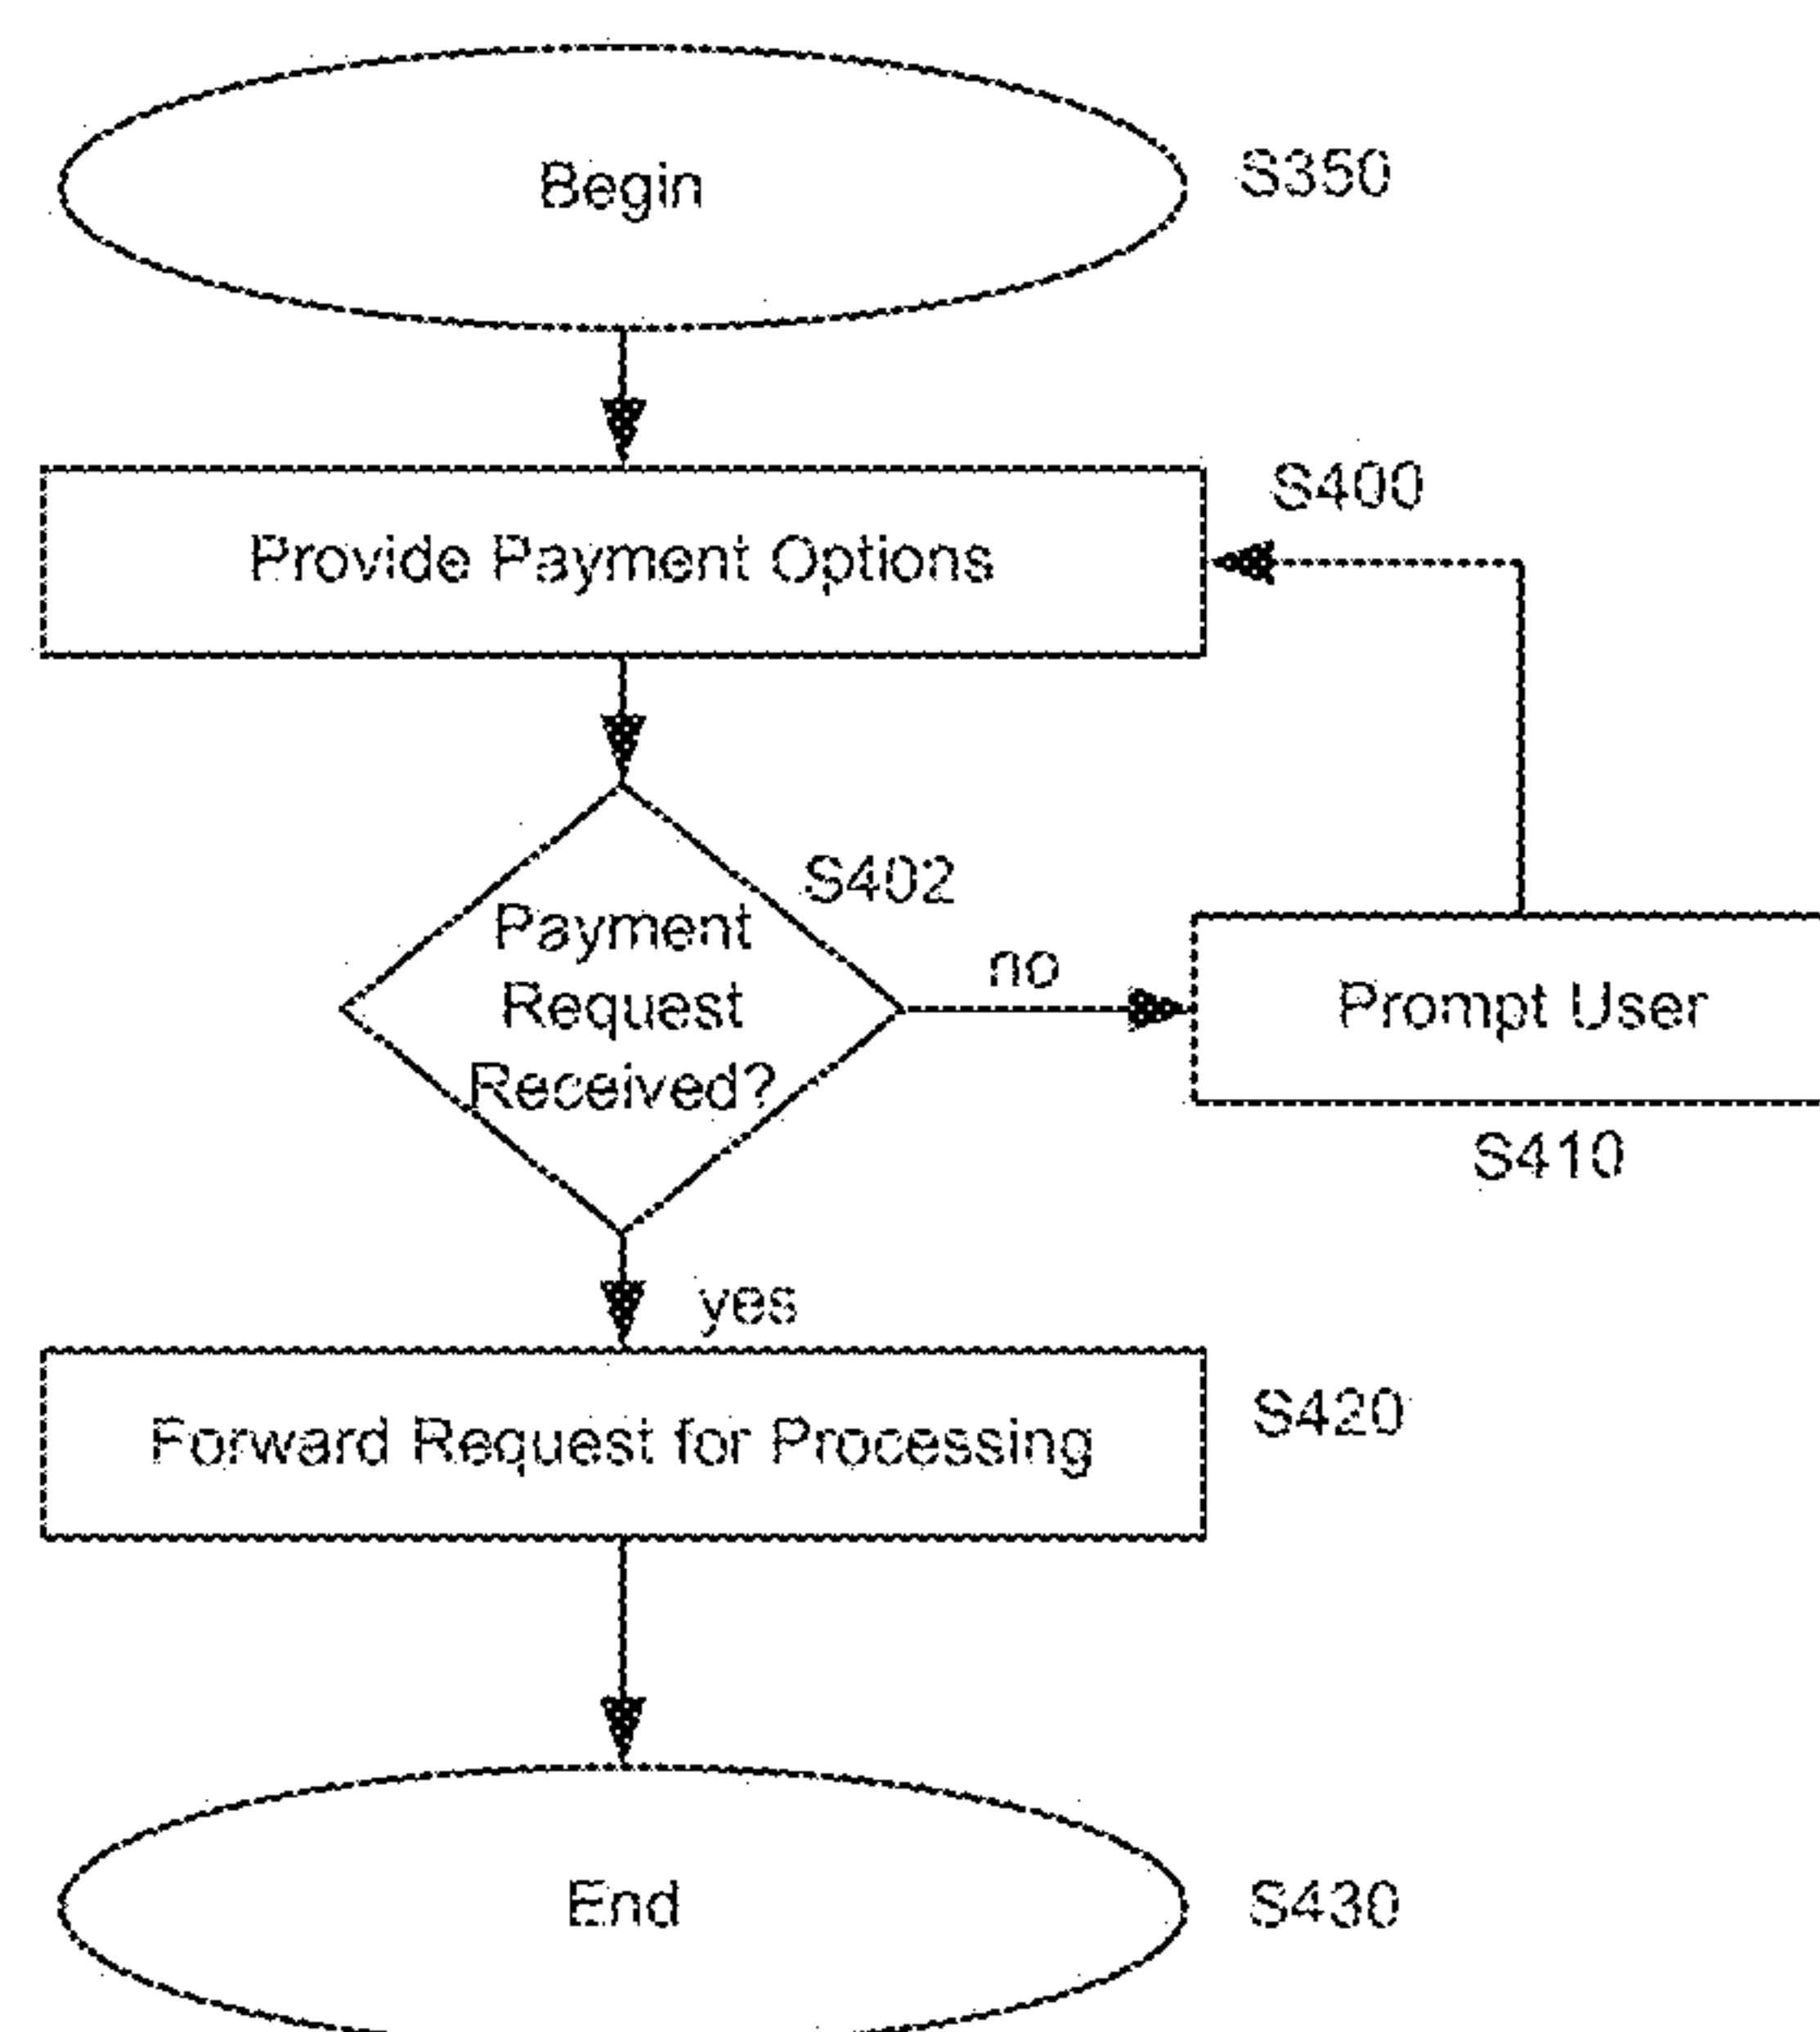 Begin
S350
S400
Provide Payment Options
S402
Payment
Request
Received?
no
Prompt User
S410
yes
Forward Request for Processing
S420
End
S430